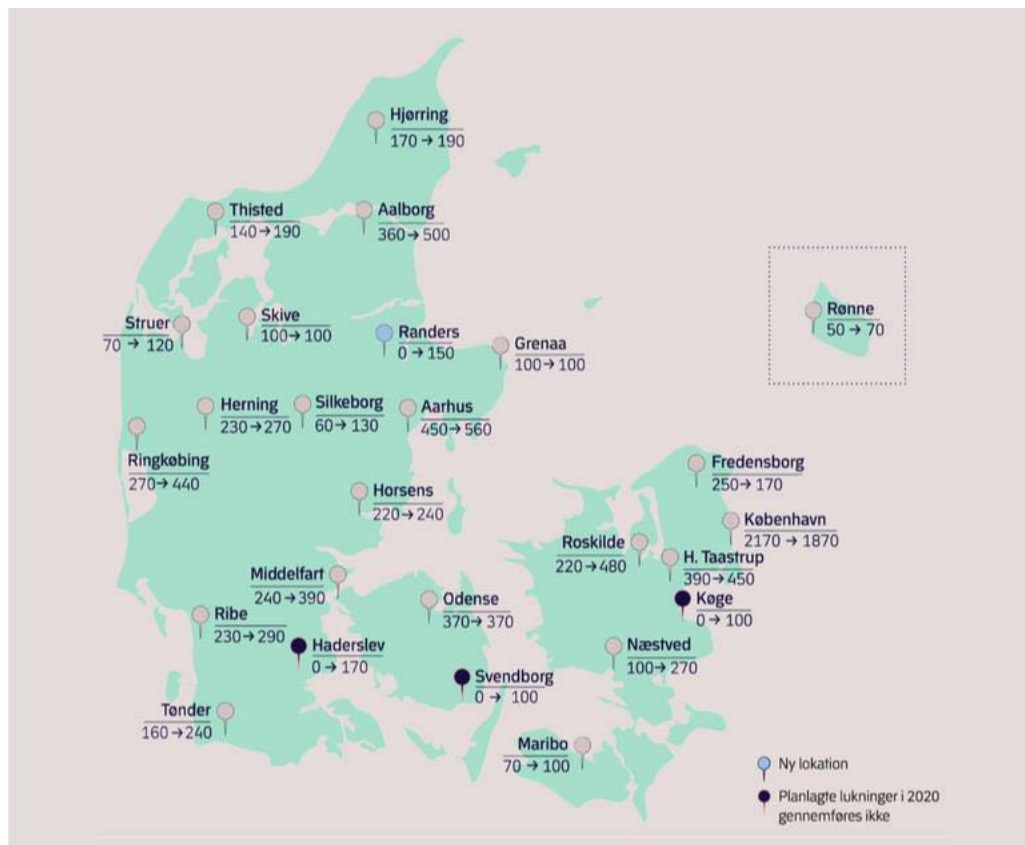 Hjørring
170 → 190
Thisted
140 → 190
Aalborg
360 → 500
Struer
70 → 120
Skive
100 → 100
Randers
0 → 150
Grenaa
100 → 100
Rønne
50 → 70
Herning
230 → 270
Silkeborg
60 → 130
Aarhus
450 → 560
Ringkøbing
270 → 440
Horsens
220 → 240
Fredensborg
250 → 170
København
2170 → 1870
Roskilde
220 → 480
H. Taastrup
390 → 450
Middelfart
240 → 390
Odense
370 → 370
Køge
0 → 100
Ribe
230 → 290
Haderslev
0 → 170
Næstved
100 → 270
Svendborg
0 → 100
Tønder
160 → 240
Maribo
70 → 100
Ny lokation
Planlagte lukninger i 2020
gennemføres ikke